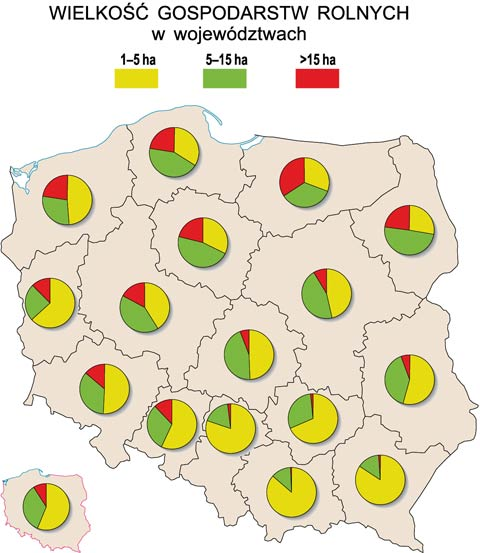 WIELKOŚĆ GOSPODARSTW ROLNYCH
w województwach
1–5 ha 5–15 ha >15 ha